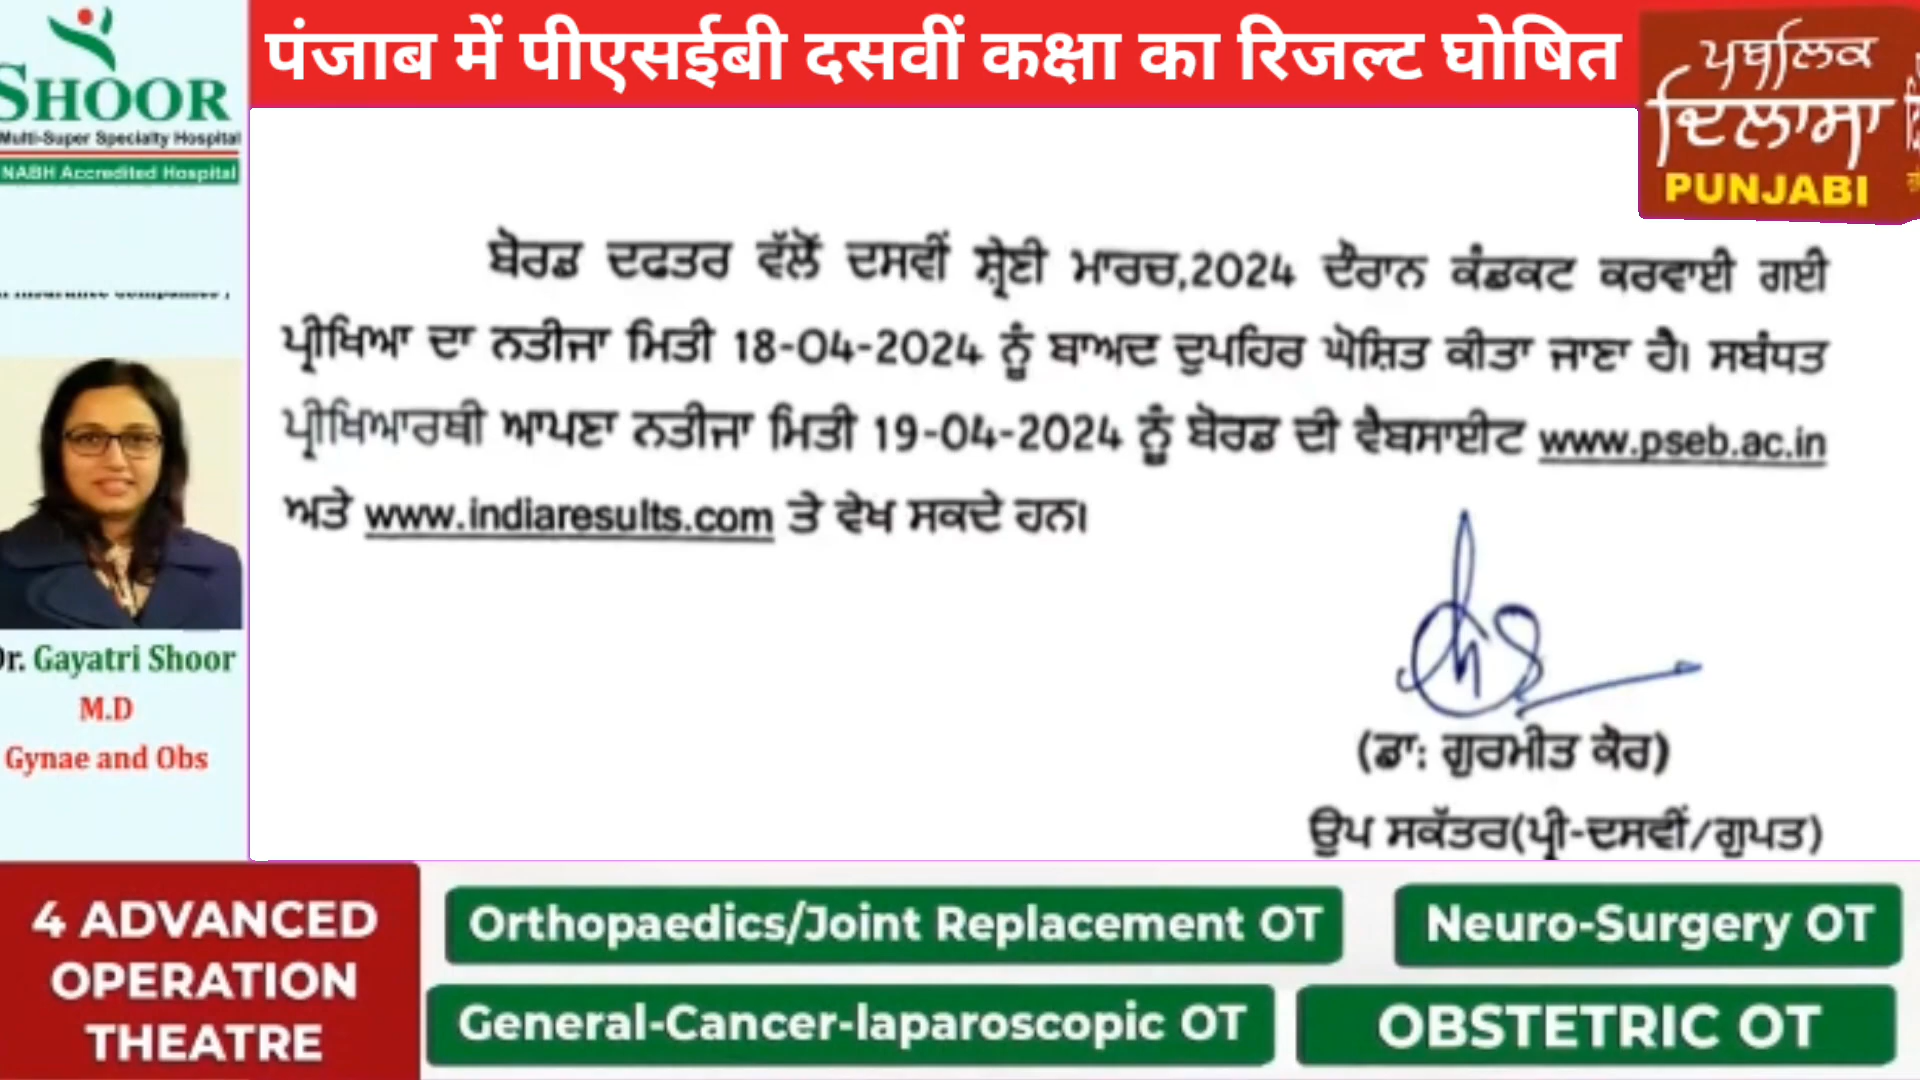 SHOOR
Multi-Super Specialty Hospital
NABH Accredited Hospital
पंजाब में पीएसईबी दसवीं कक्षा का रिजल्ट घोषित
ਪਬਲਿਕ
ਦਿਲਾਸਾ
PUNJABI
ਬੋਰਡ ਦਫਤਰ ਵੱਲੋਂ ਦਸਵੀਂ ਸ਼੍ਰੇਣੀ ਮਾਰਚ,2024 ਦੌਰਾਨ ਕੰਡਕਟ ਕਰਵਾਈ ਗਈ
ਪ੍ਰੀਖਿਆ ਦਾ ਨਤੀਜਾ ਮਿਤੀ 18-04-2024 ਨੂੰ ਬਾਅਦ ਦੁਪਹਿਰ ਘੋਸ਼ਿਤ ਕੀਤਾ ਜਾਣਾ ਹੈ। ਸਬੰਧਤ
ਪ੍ਰੀਖਿਆਰਥੀ ਆਪਣਾ ਨਤੀਜਾ ਮਿਤੀ 19-04-2024 ਨੂੰ ਬੋਰਡ ਦੀ ਵੈਬਸਾਈਟ www.pseb.ac.in
ਅਤੇ www.indiaresults.com ਤੇ ਵੇਖ ਸਕਦੇ ਹਨ।
(ਡਾ: ਗੁਰਮੀਤ ਕੌਰ)
ਉਪ ਸਕੱਤਰ(ਪ੍ਰੀ-ਦਸਵੀਂ/ਗੁਪਤ)
Dr. Gayatri Shoor
M.D
Gynae and Obs
4 ADVANCED
OPERATION
THEATRE
Orthopaedics/Joint Replacement OT
Neuro-Surgery OT
General-Cancer-laparoscopic OT
OBSTETRIC OT